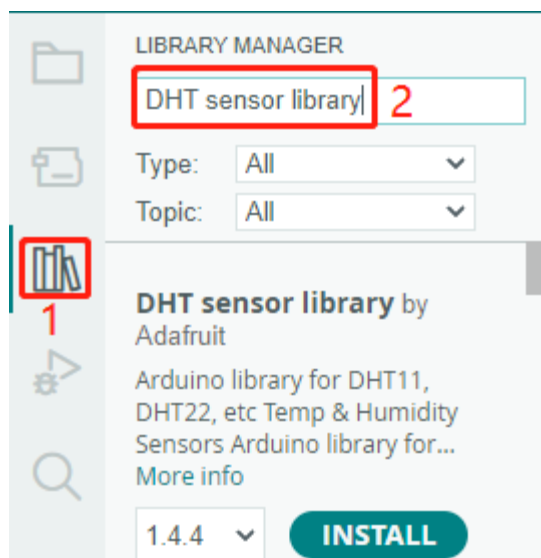 LIBRARY MANAGER
DHT sensor library 2
Type: All
Topic: All
1
DHT sensor library by
Adafruit
Arduino library for DHT11,
DHT22, etc Temp & Humidity
Sensors Arduino library for...
More info
1.4.4 INSTALL